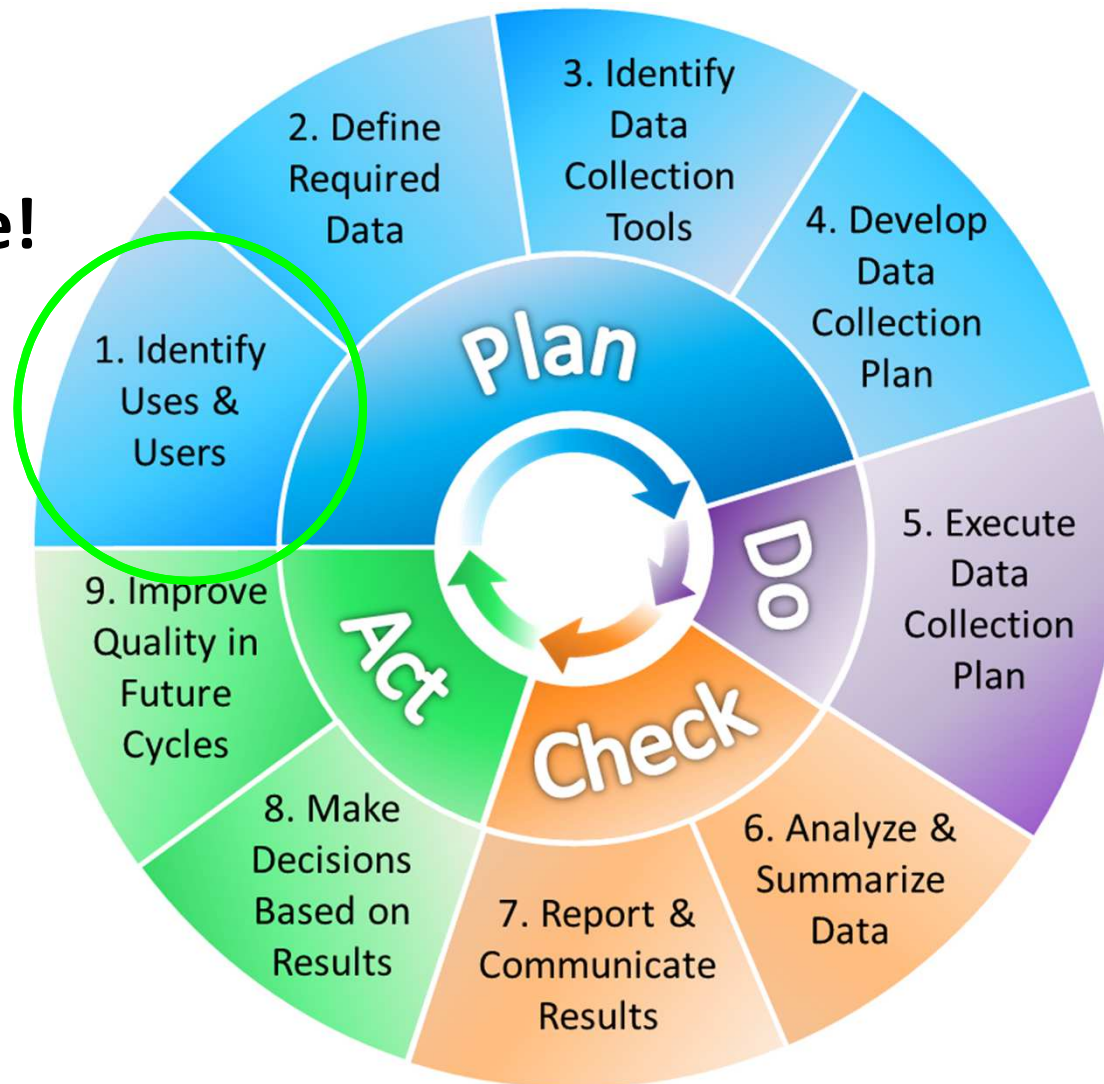 e!
1. Identify
Uses &
Users
2. Define
Required
Data
3. Identify
Data
Collection
Tools
4. Develop
Data
Collection
Plan
5. Execute
Data
Collection
Plan
6. Analyze &
Summarize
Data
7. Report &
Communicate
Results
8. Make
Decisions
Based on
Results
9. Improve
Quality in
Future
Cycles
Plan
Do
Check
Act